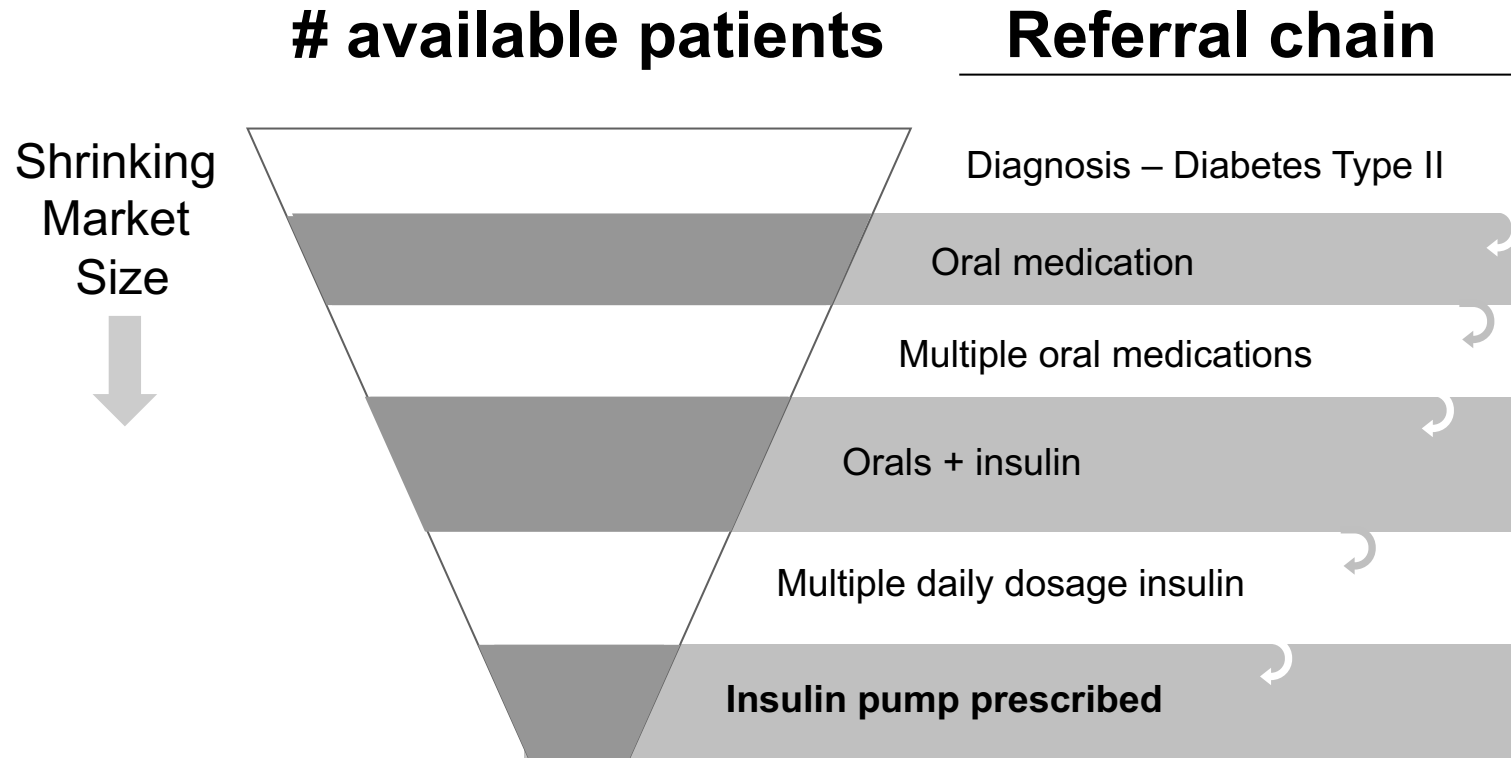 # available patients
Referral chain
Shrinking
Market
Size
Diagnosis – Diabetes Type II
Oral medication
Multiple oral medications
Orals + insulin
Multiple daily dosage insulin
Insulin pump prescribed